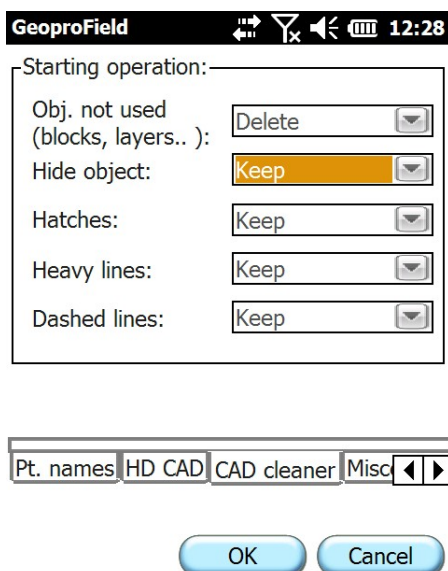 GeoproField 12:28
Starting operation:
Obj. not used
(blocks, layers.. ): Delete
Hide object: Keep
Hatches: Keep
Heavy lines: Keep
Dashed lines: Keep
Pt. names HD CAD CAD cleaner Misc
OK Cancel